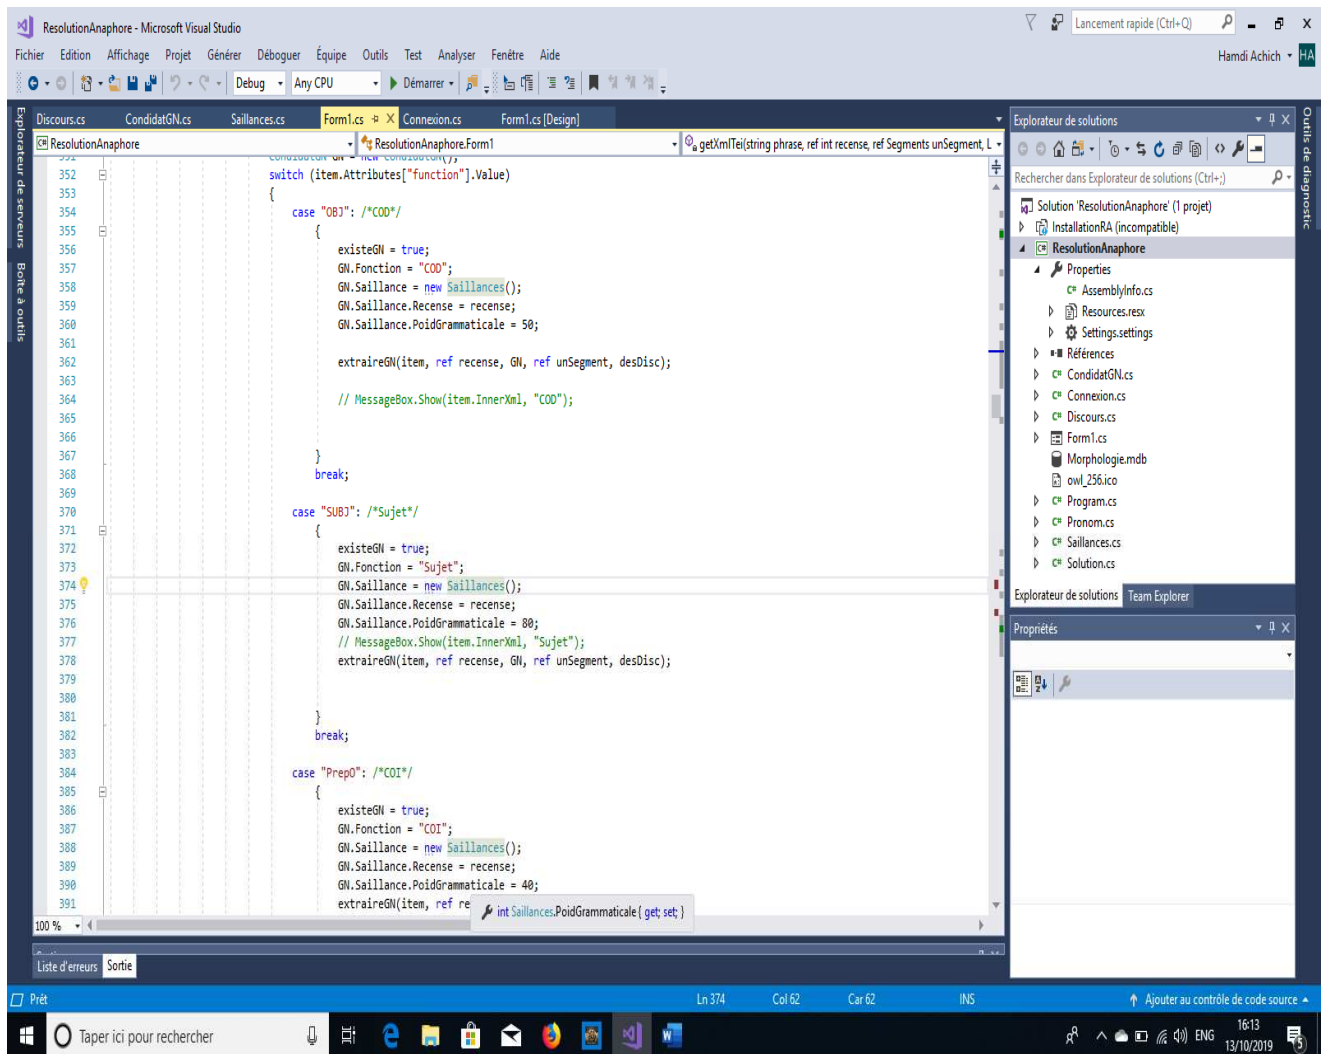 ResolutionAnaphore - Microsoft Visual Studio
Lancement rapide (Ctrl+Q)
Fichier Edition Affichage Projet Générer Déboguer Équipe Outils Test Analyser Fenêtre Aide
Hamdi Achich HA
Debug Any CPU Démarrer
Explorateur de serveurs
Boîte à outils
Discours.cs CondidatGN.cs Saillances.cs Form1.cs Connexion.cs Form1.cs [Design]
ResolutionAnaphore ResolutionAnaphore.Form1 getXmlTei(string phrase, ref int recense, ref Segments unSegment, L
351 CondidatGN GN = new CondidatGN();
352 switch (item.Attributes["function"].Value)
353 {
354 case "OBJ": /*COD*/
355 {
356 existeGN = true;
357 GN.Fonction = "COD";
358 GN.Saillance = new Saillances();
359 GN.Saillance.Recense = recense;
360 GN.Saillance.PoidGrammaticale = 50;
361
362 extraireGN(item, ref recense, GN, ref unSegment, desDisc);
363
364 // MessageBox.Show(item.InnerXml, "COD");
365
366
367 }
368 break;
369
370 case "SUBJ": /*Sujet*/
371 {
372 existeGN = true;
373 GN.Fonction = "Sujet";
374 GN.Saillance = new Saillances();
375 GN.Saillance.Recense = recense;
376 GN.Saillance.PoidGrammaticale = 80;
377 // MessageBox.Show(item.InnerXml, "Sujet");
378 extraireGN(item, ref recense, GN, ref unSegment, desDisc);
379
380
381 }
382 break;
383
384 case "PrepO": /*COI*/
385 {
386 existeGN = true;
387 GN.Fonction = "COI";
388 GN.Saillance = new Saillances();
389 GN.Saillance.Recense = recense;
390 GN.Saillance.PoidGrammaticale = 40;
391 extraireGN(item, ref re
int Saillances.PoidGrammaticale { get; set; }
100 %
Liste d'erreurs Sortie
Explorateur de solutions
Rechercher dans Explorateur de solutions (Ctrl+;)
Solution 'ResolutionAnaphore' (1 projet)
InstallationRA (incompatible)
ResolutionAnaphore
Properties
AssemblyInfo.cs
Resources.resx
Settings.settings
Références
CondidatGN.cs
Connexion.cs
Discours.cs
Form1.cs
Morphologie.mdb
owl_256.ico
Program.cs
Pronom.cs
Saillances.cs
Solution.cs
Explorateur de solutions Team Explorer
Propriétés
Outils de diagnostic
Prêt Ln 374 Col 62 Car 62 INS Ajouter au contrôle de code source
Taper ici pour rechercher
ENG
16:13
13/10/2019
5